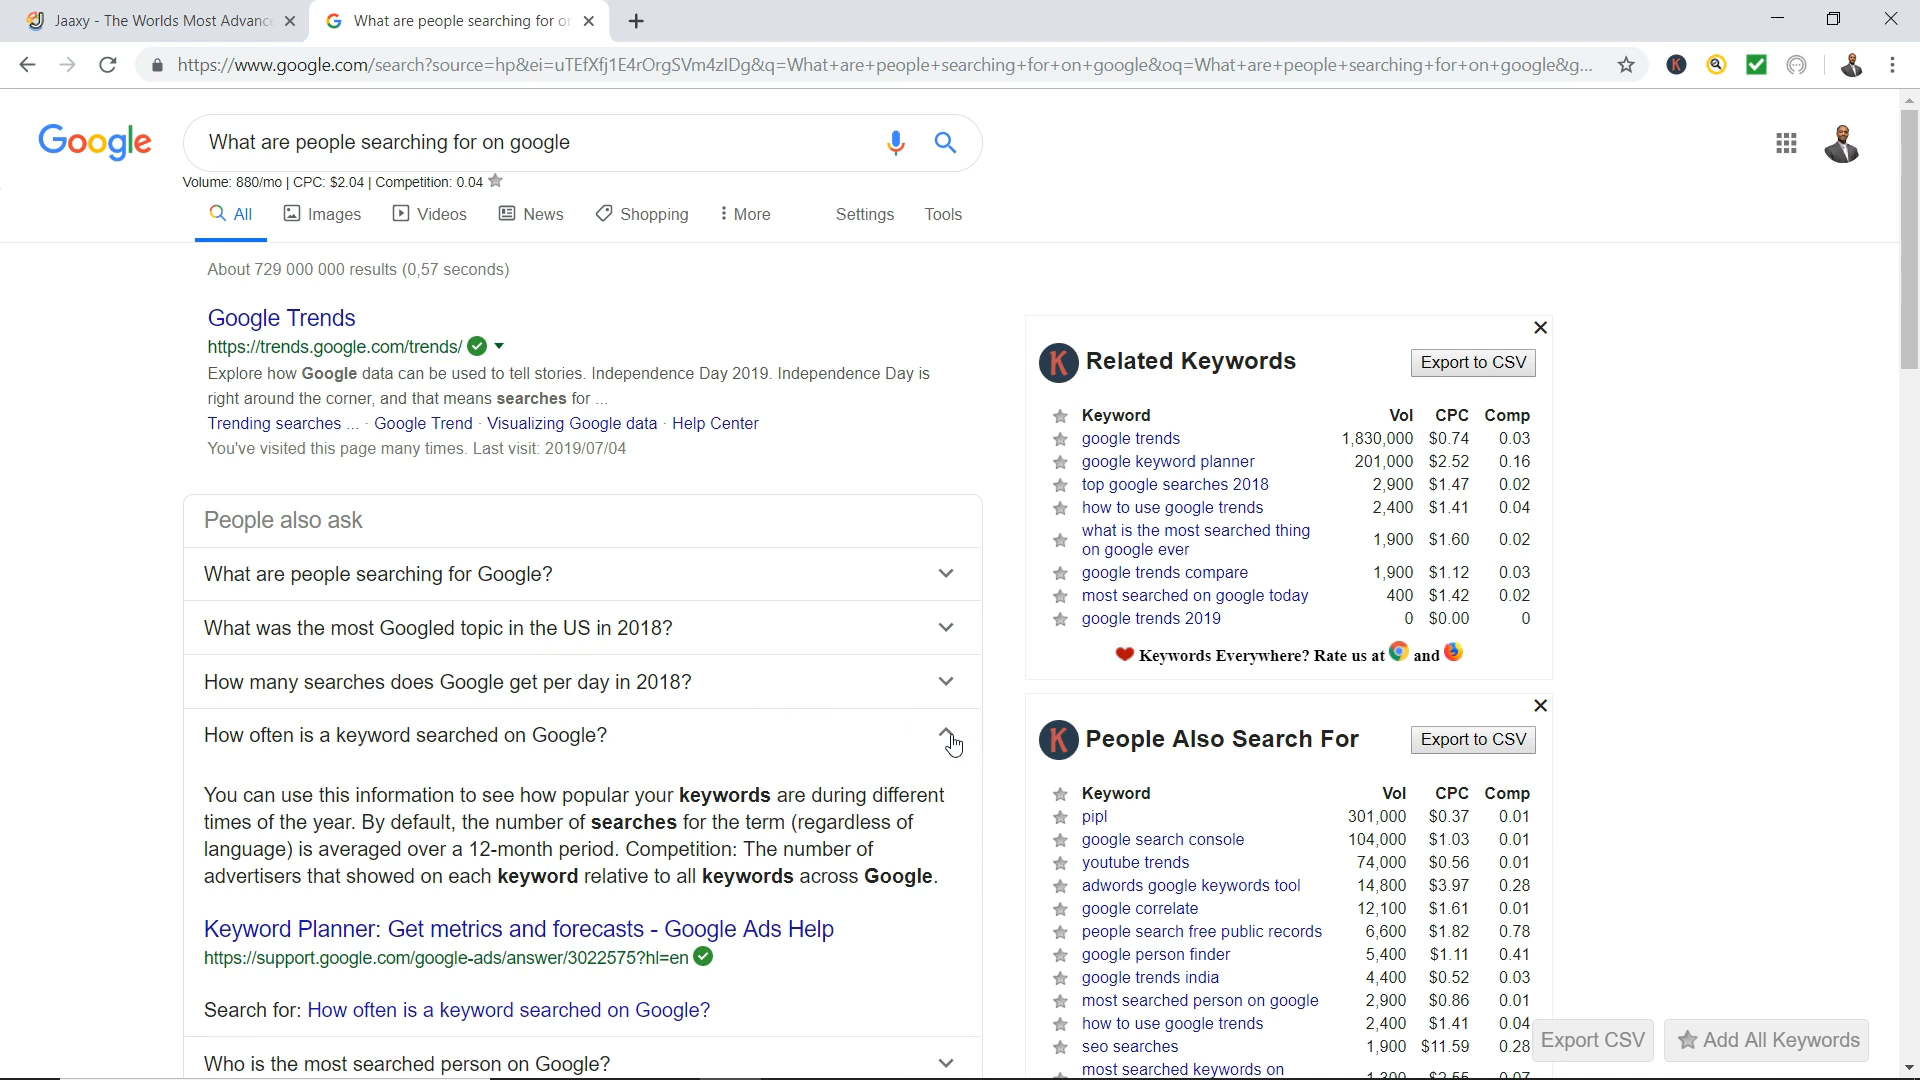 Jaaxy - The Worlds Most Advanc
What are people searching for o
https://www.google.com/search?source=hp&ei=uTEfXfj1E4rOrgSVm4zIDg&q=What+are+people+searching+for+on+google&oq=What+are+people+searching+for+on+google&g...
Google
What are people searching for on google
Volume: 880/mo | CPC: $2.04 | Competition: 0.04
All Images Videos News Shopping More Settings Tools
About 729 000 000 results (0,57 seconds)
Google Trends
https://trends.google.com/trends/
Explore how Google data can be used to tell stories. Independence Day 2019. Independence Day is
right around the corner, and that means searches for ...
Trending searches ... · Google Trend · Visualizing Google data · Help Center
You've visited this page many times. Last visit: 2019/07/04
People also ask
What are people searching for Google?
What was the most Googled topic in the US in 2018?
How many searches does Google get per day in 2018?
How often is a keyword searched on Google?
You can use this information to see how popular your keywords are during different
times of the year. By default, the number of searches for the term (regardless of
language) is averaged over a 12-month period. Competition: The number of
advertisers that showed on each keyword relative to all keywords across Google.
Keyword Planner: Get metrics and forecasts - Google Ads Help
https://support.google.com/google-ads/answer/3022575?hl=en
Search for: How often is a keyword searched on Google?
Who is the most searched person on Google?
K Related Keywords Export to CSV
Keyword Vol CPC Comp
google trends 1,830,000 $0.74 0.03
google keyword planner 201,000 $2.52 0.16
top google searches 2018 2,900 $1.47 0.02
how to use google trends 2,400 $1.41 0.04
what is the most searched thing
on google ever 1,900 $1.60 0.02
google trends compare 1,900 $1.12 0.03
most searched on google today 400 $1.42 0.02
google trends 2019 0 $0.00 0
Keywords Everywhere? Rate us at and
K People Also Search For Export to CSV
Keyword Vol CPC Comp
pipl 301,000 $0.37 0.01
google search console 104,000 $1.03 0.01
youtube trends 74,000 $0.56 0.01
adwords google keywords tool 14,800 $3.97 0.28
google correlate 12,100 $1.61 0.01
people search free public records 6,600 $1.82 0.78
google person finder 5,400 $1.11 0.41
google trends india 4,400 $0.52 0.03
most searched person on google 2,900 $0.86 0.01
how to use google trends 2,400 $1.41 0.04
seo searches 1,900 $11.59 0.28
most searched keywords on
Export CSV Add All Keywords